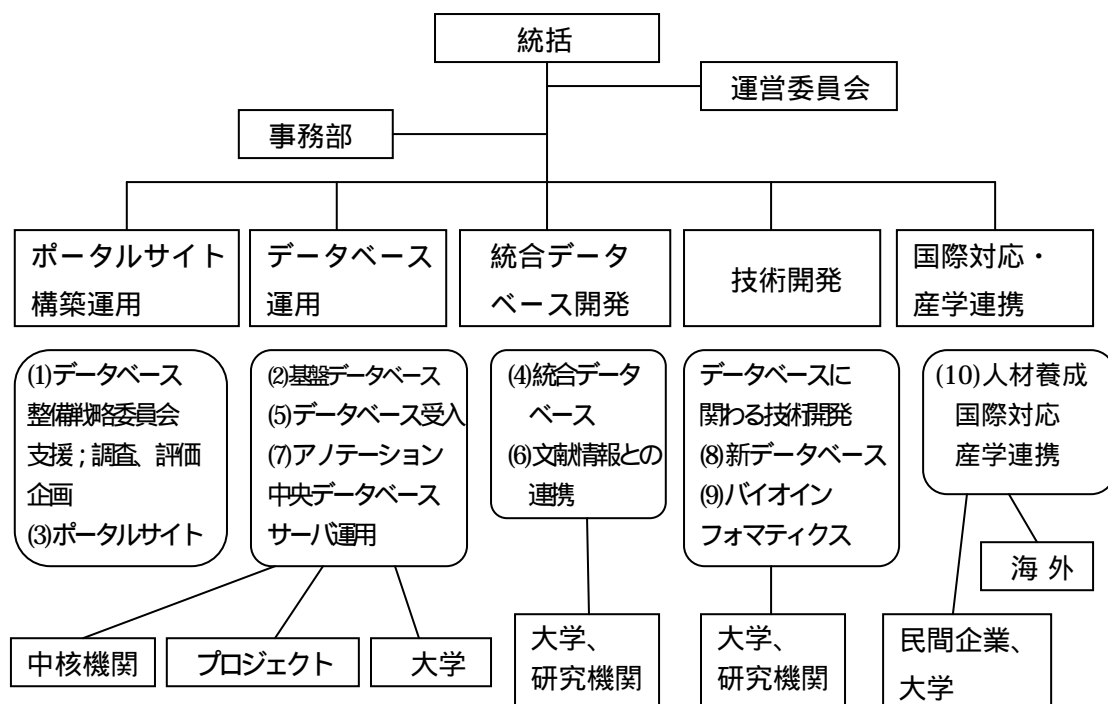 統括
運営委員会
事務部
ポータルサイト
構築運用
データベース
運用
統合データ
ベース開発
技術開発
国際対応・
産学連携
(1)データベース
整備戦略委員会
支援；調査、評価
企画
(3)ポータルサイト
(2)基盤データベース
(5)データベース受入
(7)アノテーション
中央データベース
サーバ運用
(4)統合データ
ベース
(6)文献情報との
連携
データベースに
関わる技術開発
(8)新データベース
(9)バイオイン
フォマティクス
(10)人材養成
国際対応
産学連携
海 外
中核機関
プロジェクト
大学
大学、
研究機関
大学、
研究機関
民間企業、
大学